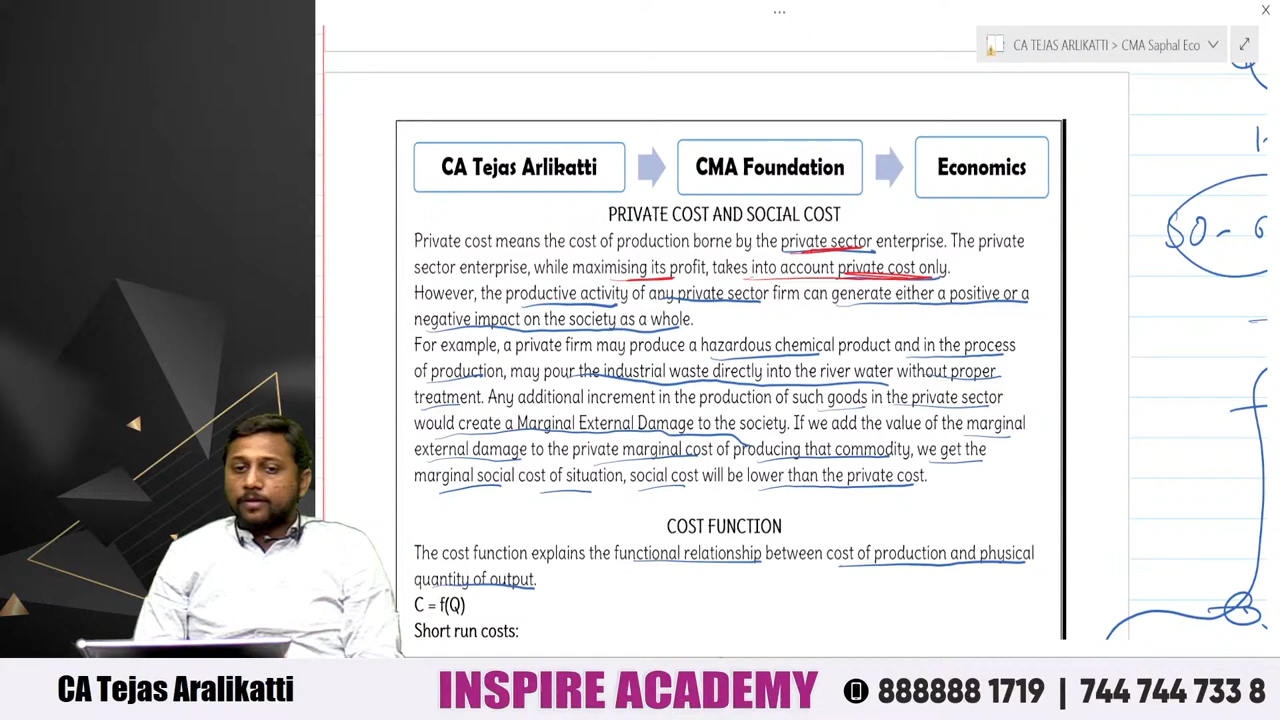 ...
X
CA TEJAS ARLIKATTI > CMA Saphal Eco
CA Tejas Arlikatti
CMA Foundation
Economics
PRIVATE COST AND SOCIAL COST
Private cost means the cost of production borne by the private sector enterprise. The private
sector enterprise, while maximising its profit, takes into account private cost only.
However, the productive activity of any private sector firm can generate either a positive or a
negative impact on the society as a whole.
For example, a private firm may produce a hazardous chemical product and in the process
of production, may pour the industrial waste directly into the river water without proper
treatment. Any additional increment in the production of such goods in the private sector
would create a Marginal External Damage to the society. If we add the value of the marginal
external damage to the private marginal cost of producing that commodity, we get the
marginal social cost of situation, social cost will be lower than the private cost.
COST FUNCTION
The cost function explains the functional relationship between cost of production and physical
quantity of output.
C = f(Q)
Short run costs:
50 -
CA Tejas Aralikatti
INSPIRE ACADEMY
888888 1719 | 744 744 733 8